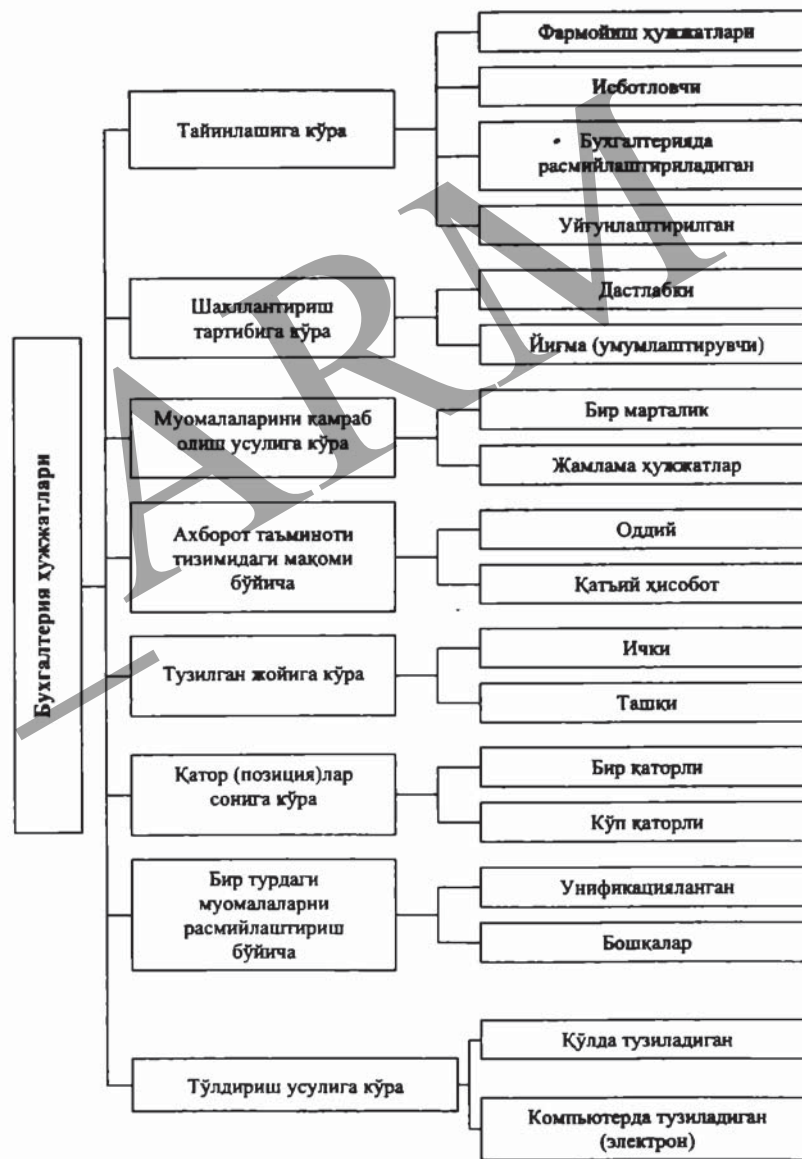 Бухгалтерия ҳужжатлари
Тайинлашига кўра
Фармойиш ҳужжатлари
Исботловчи
Бухгалтерияда
расмийлаштириладиган
Уйғунлаштирилган
Шакллантириш
тартибига кўра
Дастлабки
Йиғма (умумлаштирувчи)
Муомалаларини қамраб
олиш усулига кўра
Бир марталик
Жамлама ҳужжатлар
Ахборот таъминоти
тизимидаги мақоми
бўйича
Оддий
Қатъий ҳисобот
Тузилган жойига кўра
Ички
Ташқи
Қатор (позиция)лар
сонига кўра
Бир қаторли
Кўп қаторли
Бир турдаги
муомалаларни
расмийлаштириш
бўйича
Унификацияланган
Бошқалар
Тўлдириш усулига кўра
Қўлда тузиладиган
Компьютерда тузиладиган
(электрон)
_ARM